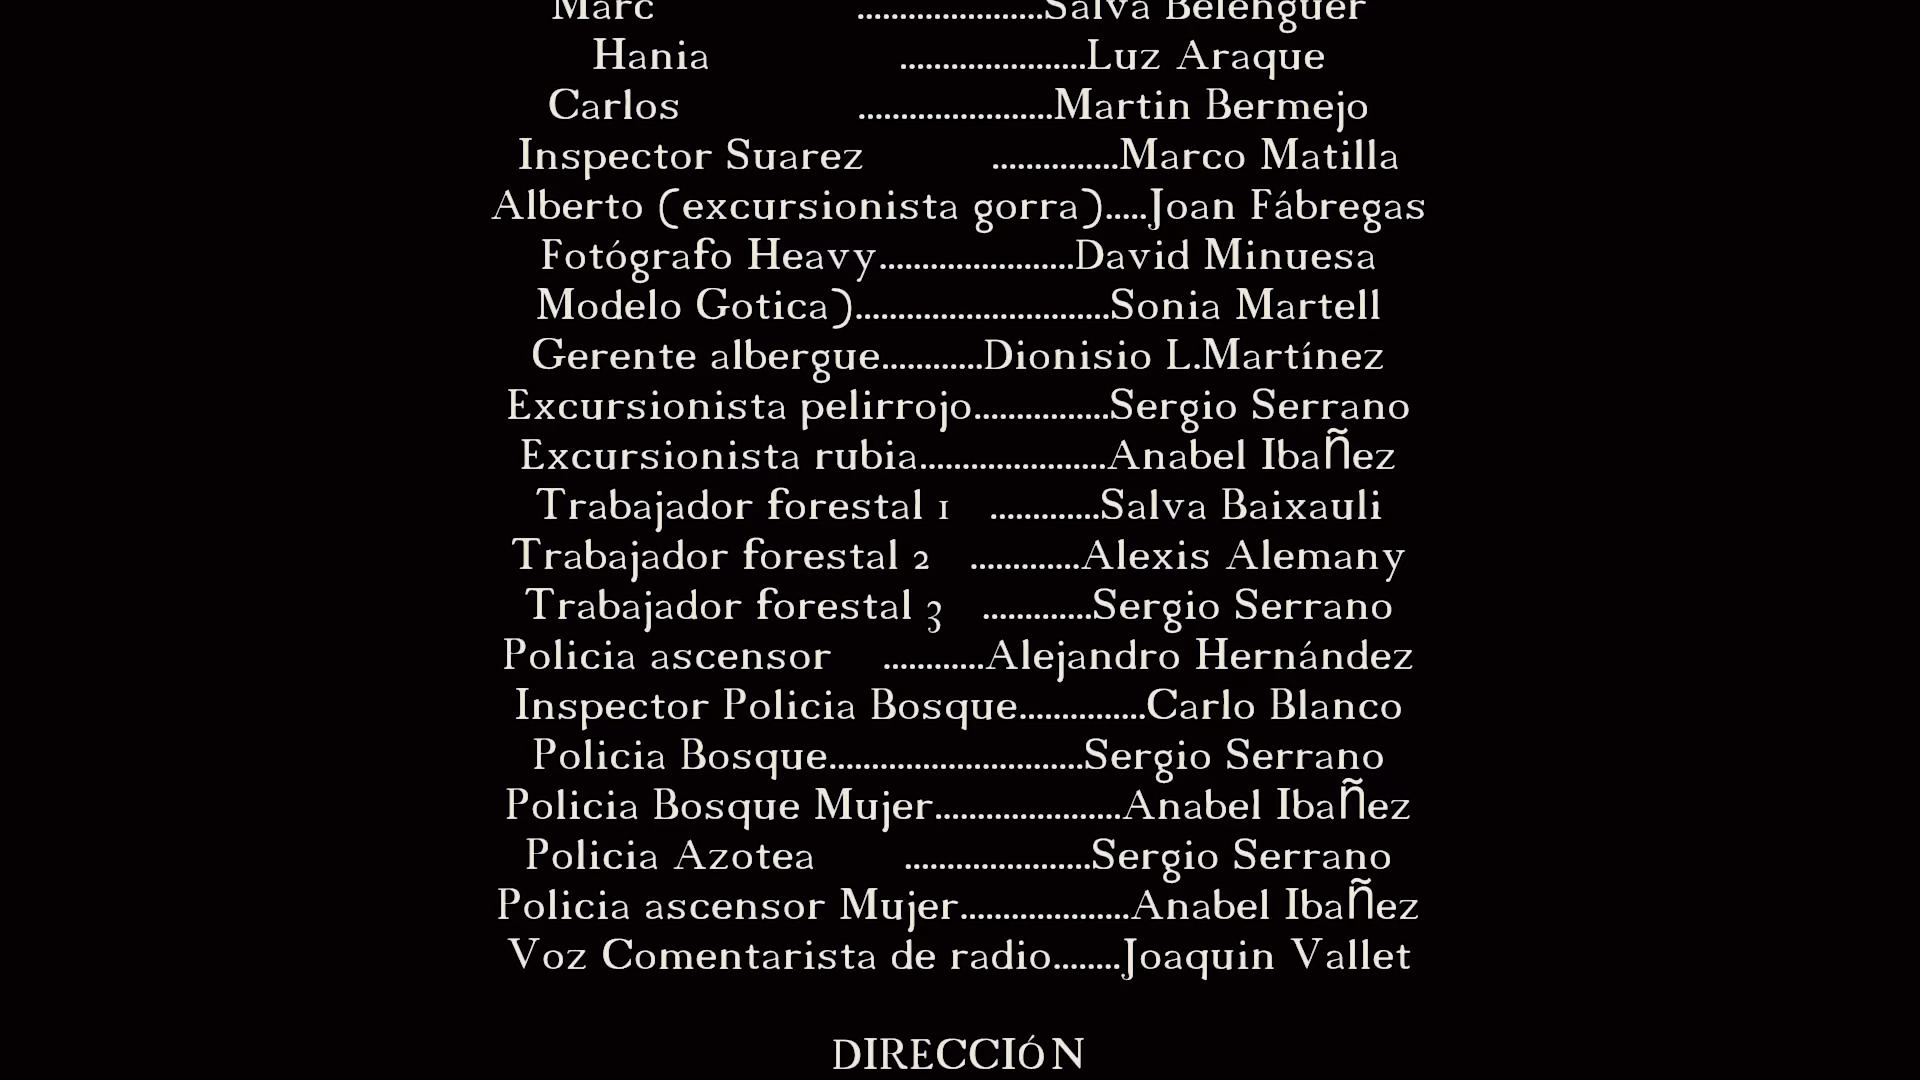 Marc ......................Salva Belenguer
Hania ......................Luz Araque
Carlos .......................Martin Bermejo
Inspector Suarez ...............Marco Matilla
Alberto (excursionista gorra).....Joan Fábregas
Fotógrafo Heavy.......................David Minuesa
Modelo Gotica)..............................Sonia Martell
Gerente albergue............Dionisio L.Martínez
Excursionista pelirrojo................Sergio Serrano
Excursionista rubia......................Anabel Ibañez
Trabajador forestal 1 .............Salva Baixauli
Trabajador forestal 2 .............Alexis Alemany
Trabajador forestal 3 .............Sergio Serrano
Policia ascensor ............Alejandro Hernández
Inspector Policia Bosque...............Carlo Blanco
Policia Bosque..............................Sergio Serrano
Policia Bosque Mujer......................Anabel Ibañez
Policia Azotea ......................Sergio Serrano
Policia ascensor Mujer....................Anabel Ibañez
Voz Comentarista de radio........Joaquin Vallet
DIRECCIÓN